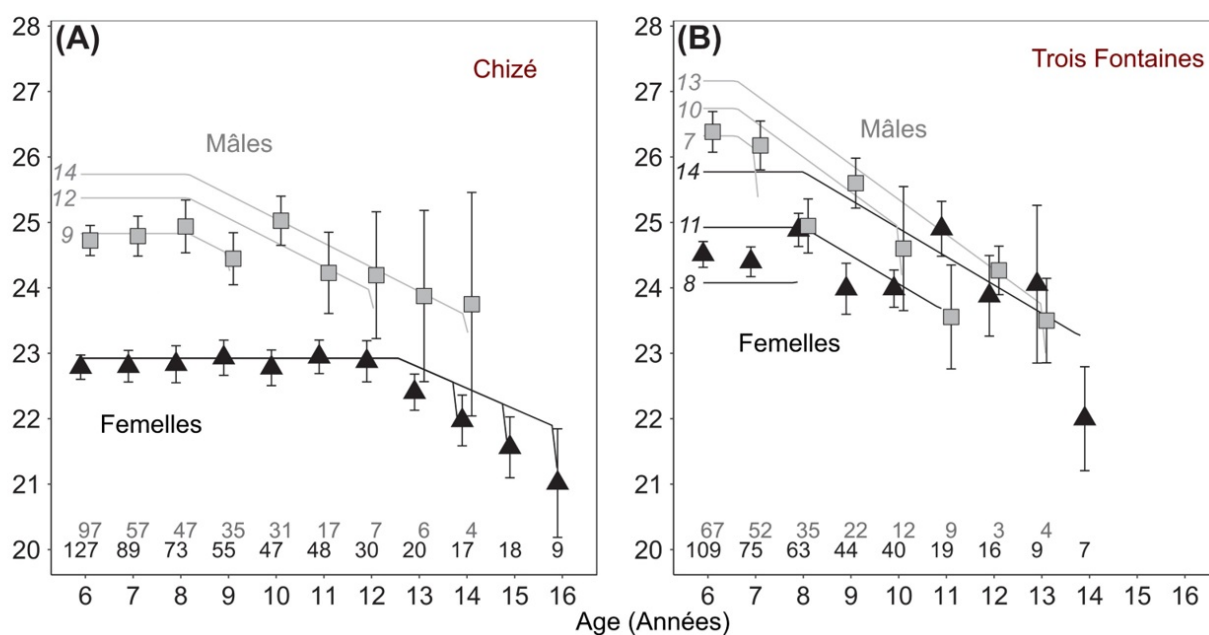 (A)
Chizé
28
27
26
25
24
23
22
21
20
Mâles
14
12
9
Femelles
97 57 47 35 31 17 7 6 4
127 89 73 55 47 48 30 20 17 18 9
6 7 8 9 10 11 12 13 14 15 16
(B)
Trois Fontaines
28
27
26
25
24
23
22
21
20
13
10
7
14
11
8
Mâles
Femelles
67 52 35 22 12 9 3 4
109 75 63 44 40 19 16 9 7
6 7 8 9 10 11 12 13 14 15 16
Age (Années)